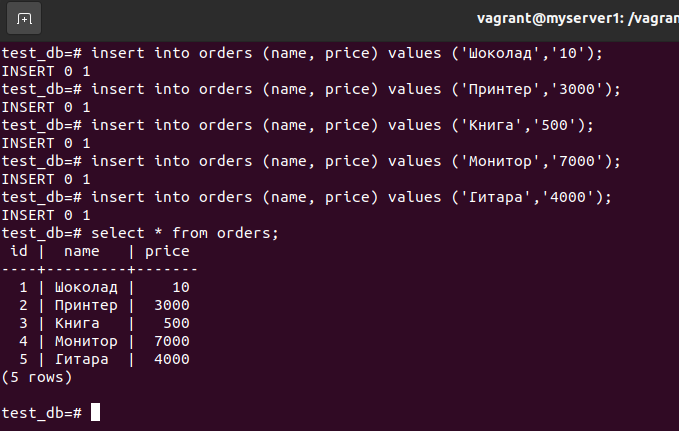 vagrant@myserver1: /vagran
test_db=# insert into orders (name, price) values ('Шоколад','10');
INSERT 0 1
test_db=# insert into orders (name, price) values ('Принтер','3000');
INSERT 0 1
test_db=# insert into orders (name, price) values ('Книга','500');
INSERT 0 1
test_db=# insert into orders (name, price) values ('Монитор','7000');
INSERT 0 1
test_db=# insert into orders (name, price) values ('Гитара','4000');
INSERT 0 1
test_db=# select * from orders;
 id |  name   | price
----+---------+-------
  1 | Шоколад |    10
  2 | Принтер |  3000
  3 | Книга   |   500
  4 | Монитор |  7000
  5 | Гитара  |  4000
(5 rows)
test_db=#